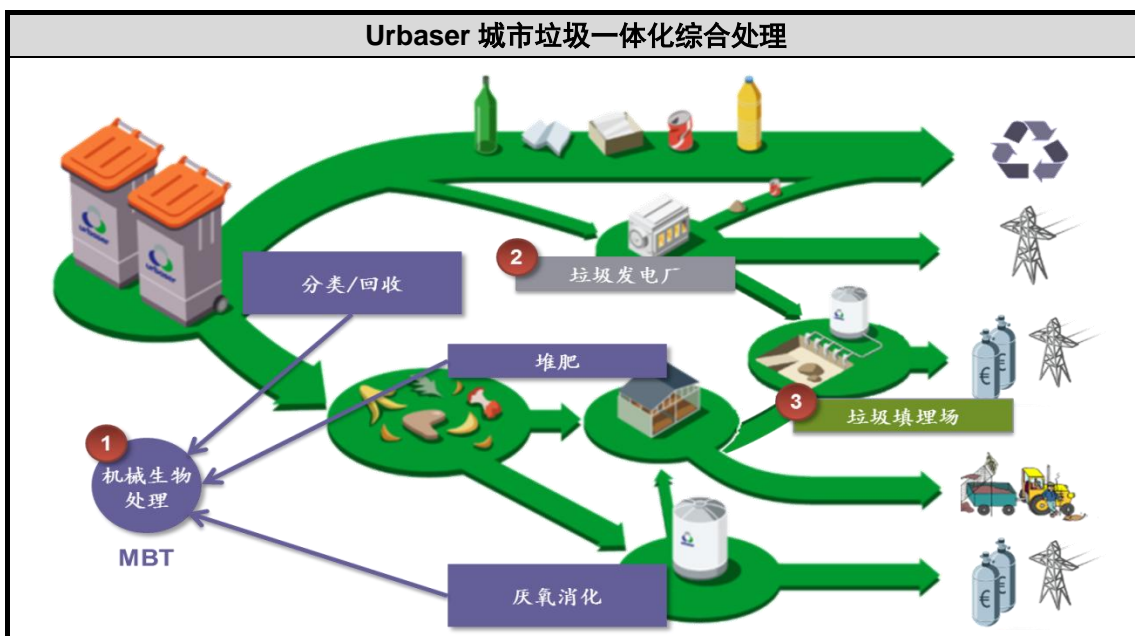 Urbaser 城市垃圾一体化综合处理
urbaser
urbaser
分类/回收
2
垃圾发电厂
堆肥
3
垃圾填埋场
1
机械生物
处理
MBT
厌氧消化
€
€